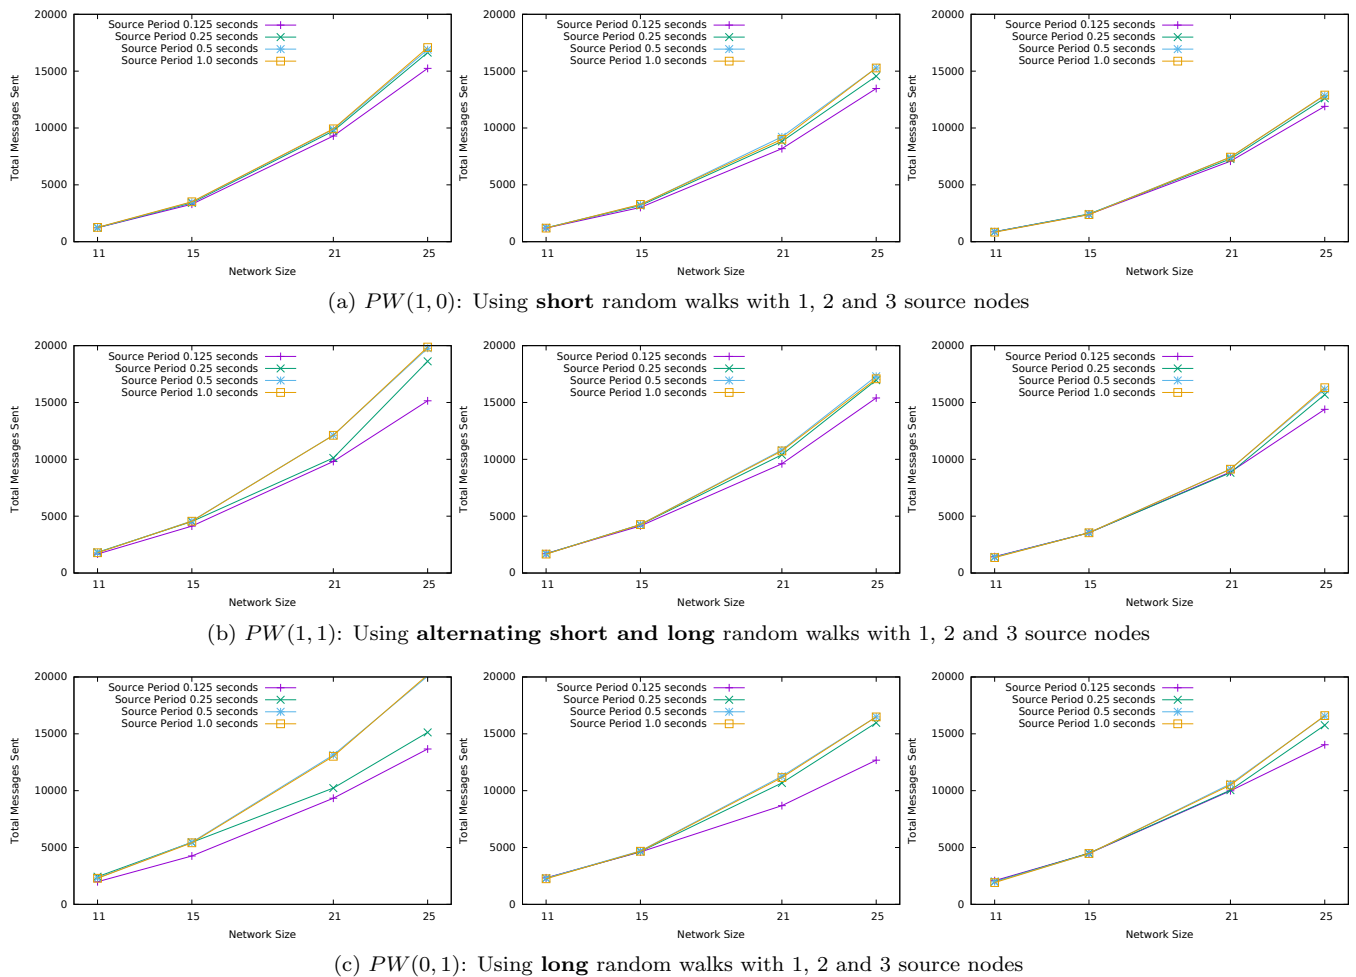 Total Messages Sent
20000
15000
10000
5000
0
Source Period 0.125 seconds
Source Period 0.25 seconds
Source Period 0.5 seconds
Source Period 1.0 seconds
11 15 21 25
Network Size
Total Messages Sent
20000
15000
10000
5000
0
Source Period 0.125 seconds
Source Period 0.25 seconds
Source Period 0.5 seconds
Source Period 1.0 seconds
11 15 21 25
Network Size
Total Messages Sent
20000
15000
10000
5000
0
Source Period 0.125 seconds
Source Period 0.25 seconds
Source Period 0.5 seconds
Source Period 1.0 seconds
11 15 21 25
Network Size
(a) PW(1, 0): Using short random walks with 1, 2 and 3 source nodes
Total Messages Sent
20000
15000
10000
5000
0
Source Period 0.125 seconds
Source Period 0.25 seconds
Source Period 0.5 seconds
Source Period 1.0 seconds
11 15 21 25
Network Size
Total Messages Sent
20000
15000
10000
5000
0
Source Period 0.125 seconds
Source Period 0.25 seconds
Source Period 0.5 seconds
Source Period 1.0 seconds
11 15 21 25
Network Size
Total Messages Sent
20000
15000
10000
5000
0
Source Period 0.125 seconds
Source Period 0.25 seconds
Source Period 0.5 seconds
Source Period 1.0 seconds
11 15 21 25
Network Size
(b) PW(1, 1): Using alternating short and long random walks with 1, 2 and 3 source nodes
Total Messages Sent
20000
15000
10000
5000
0
Source Period 0.125 seconds
Source Period 0.25 seconds
Source Period 0.5 seconds
Source Period 1.0 seconds
11 15 21 25
Network Size
Total Messages Sent
20000
15000
10000
5000
0
Source Period 0.125 seconds
Source Period 0.25 seconds
Source Period 0.5 seconds
Source Period 1.0 seconds
11 15 21 25
Network Size
Total Messages Sent
20000
15000
10000
5000
0
Source Period 0.125 seconds
Source Period 0.25 seconds
Source Period 0.5 seconds
Source Period 1.0 seconds
11 15 21 25
Network Size
(c) PW(0, 1): Using long random walks with 1, 2 and 3 source nodes